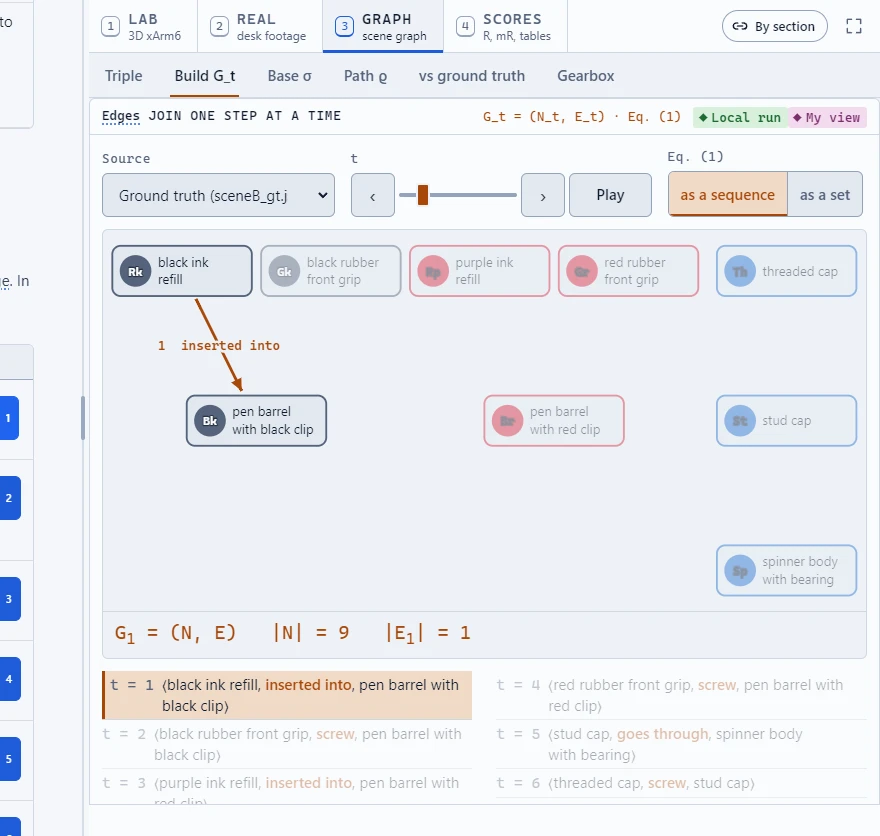 to
1 LAB
3D xArm6
2 REAL
desk footage
3 GRAPH
scene graph
4 SCORES
R, mR, tables
By section
Triple
Build G_t
Base σ
Path ϱ
vs ground truth
Gearbox
Edges JOIN ONE STEP AT A TIME
G_t = (N_t, E_t) · Eq. (1)
◆ Local run
◆ My view
Source
t
Eq. (1)
Ground truth (sceneB_gt.j
‹
›
Play
as a sequence
as a set
Rk black ink
refill
Gk black rubber
front grip
Rp purple ink
refill
Gr red rubber
front grip
Th threaded cap
1 inserted into
Bk pen barrel
with black clip
Br pen barrel
with red clip
St stud cap
Sp spinner body
with bearing
G1 = (N, E) |N| = 9 |E1| = 1
t = 1 ⟨black ink refill, inserted into, pen barrel with
black clip⟩
t = 2 ⟨black rubber front grip, screw, pen barrel with
black clip⟩
t = 3 ⟨purple ink refill, inserted into, pen barrel with
red clip⟩
t = 4 ⟨red rubber front grip, screw, pen barrel with
red clip⟩
t = 5 ⟨stud cap, goes through, spinner body
with bearing⟩
t = 6 ⟨threaded cap, screw, stud cap⟩
e. In
1
2
3
4
5